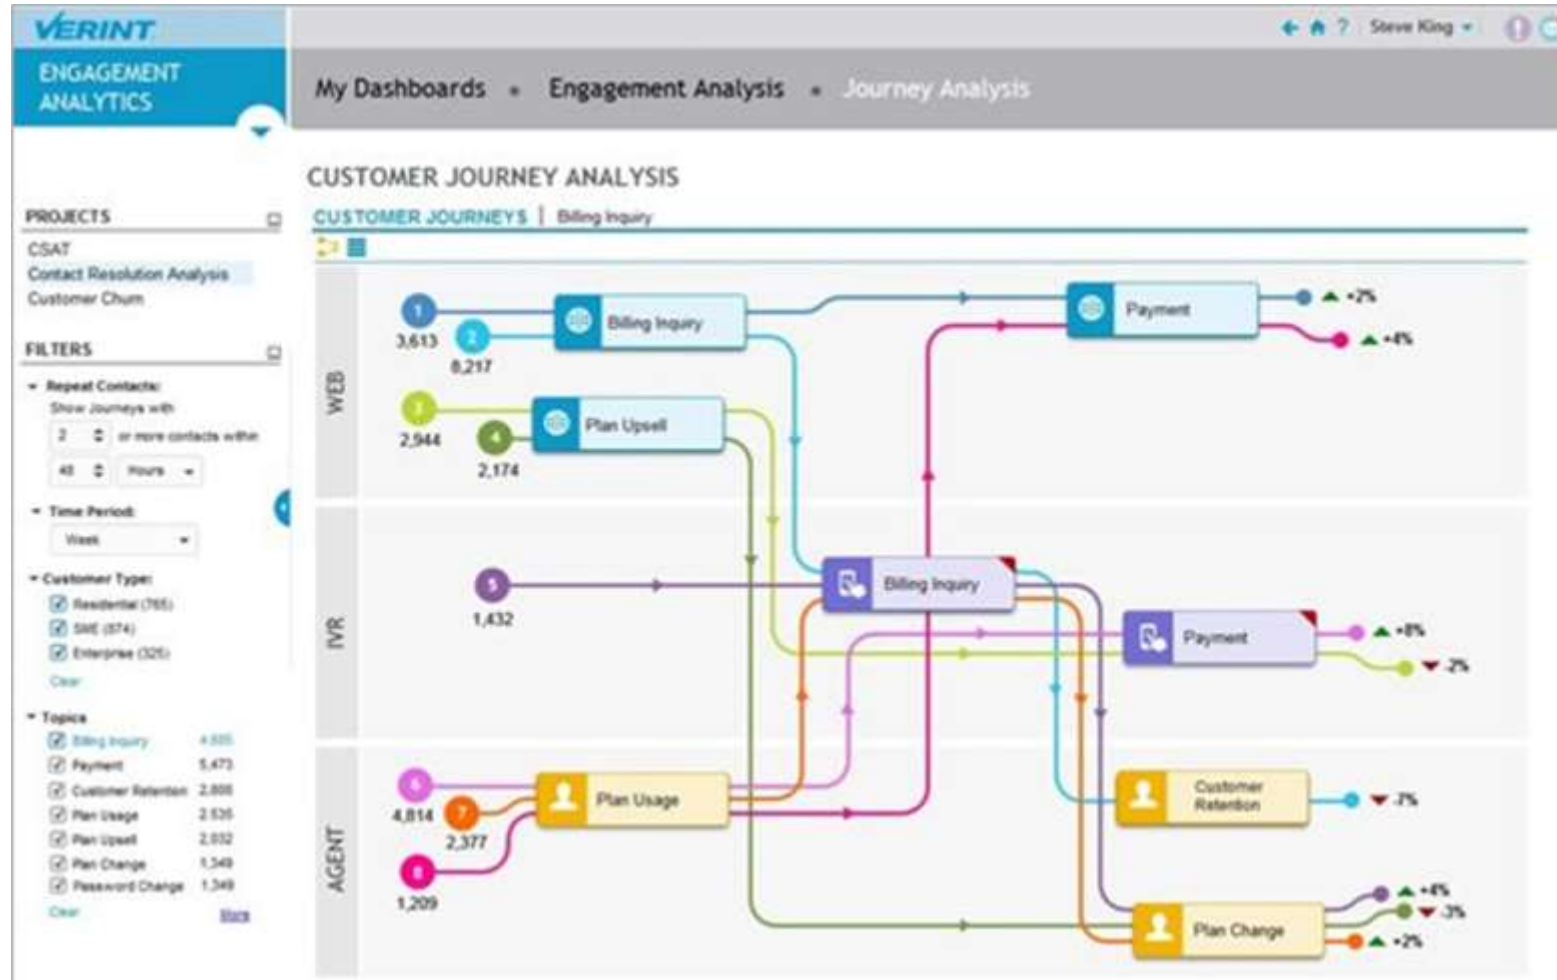 VERINT
Steve King
ENGAGEMENT
ANALYTICS
My Dashboards • Engagement Analysis • Journey Analysis
CUSTOMER JOURNEY ANALYSIS
CUSTOMER JOURNEYS | Billing Inquiry
PROJECTS
CSAT
Contact Resolution Analysis
Customer Churn
FILTERS
Repeat Contacts:
Show Journeys with
2 or more contacts within
48 Hours
Time Period:
Week
Customer Type:
Residential (765)
SME (874)
Enterprise (325)
Clear
Topics
Billing Inquiry
Payment 5,473
Customer Retention
Plan Usage
Plan Upsell 2,032
Plan Change 1,349
Password Change 1,349
Clear More
WEB
1
3,613
2
8,217
Billing Inquiry
Payment
+2%
+4%
3
2,944
4
2,174
Plan Upsell
IVR
5
1,432
Billing Inquiry
Payment
+8%
-2%
AGENT
6
4,814
7
2,377
8
1,209
Plan Usage
Customer
Retention
-7%
Plan Change
+4%
-3%
+2%